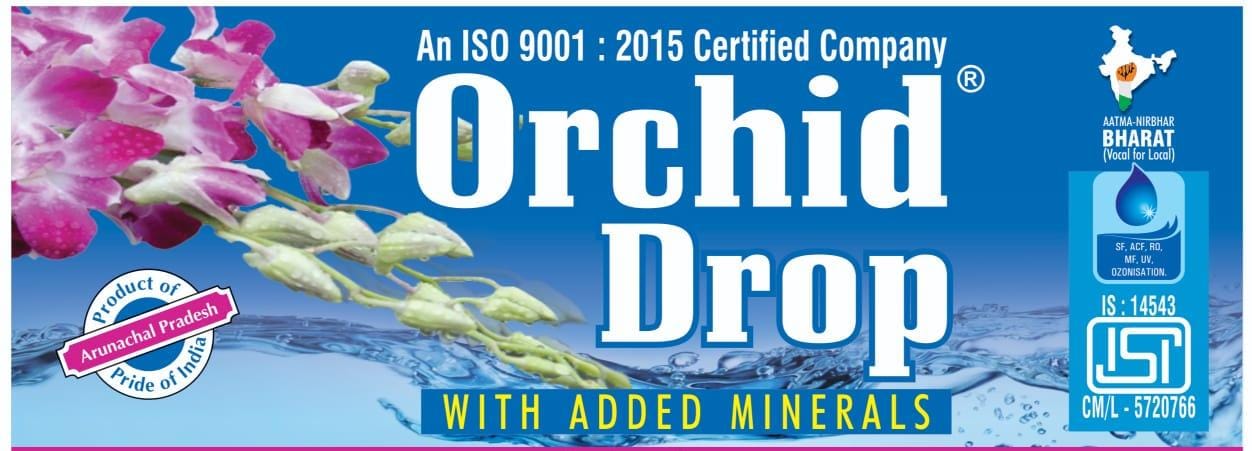 An ISO 9001 : 2015 Certified Company
Orchid®
Drop
WITH ADDED MINERALS
Product of
Arunachal Pradesh
Pride of India
AATMA-NIRBHAR
BHARAT
(Vocal for Local)
SF, ACF, RO,
MF, UV,
OZONISATION.
IS : 14543
ISI
CM/L - 5720766